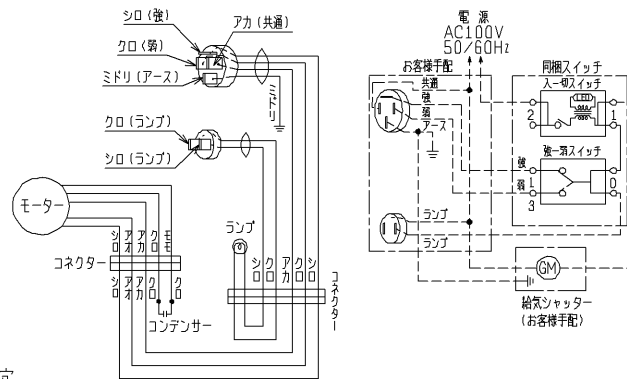 シロ(強)
アカ(共通)
クロ(弱)
ミドリ(アース)
ミドリ
クロ(ランプ)
シロ(ランプ)
モーター
シロ
アオ
アカ
クロ
モモ
コネクター
シロ
アオ
アカ
クロ
クロ
コンデンサー
ランプ
シロ
クロ
アカ
クロ
シロ
コネクター
電源
AC100V
50/60Hz
お客様手配
共通
強
弱
アース
ランプ
ランプ
同梱スイッチ
入-切スイッチ
LED
2
1
0
強-弱スイッチ
強
1
0
弱
3
GM
給気シャッター
(お客様手配)